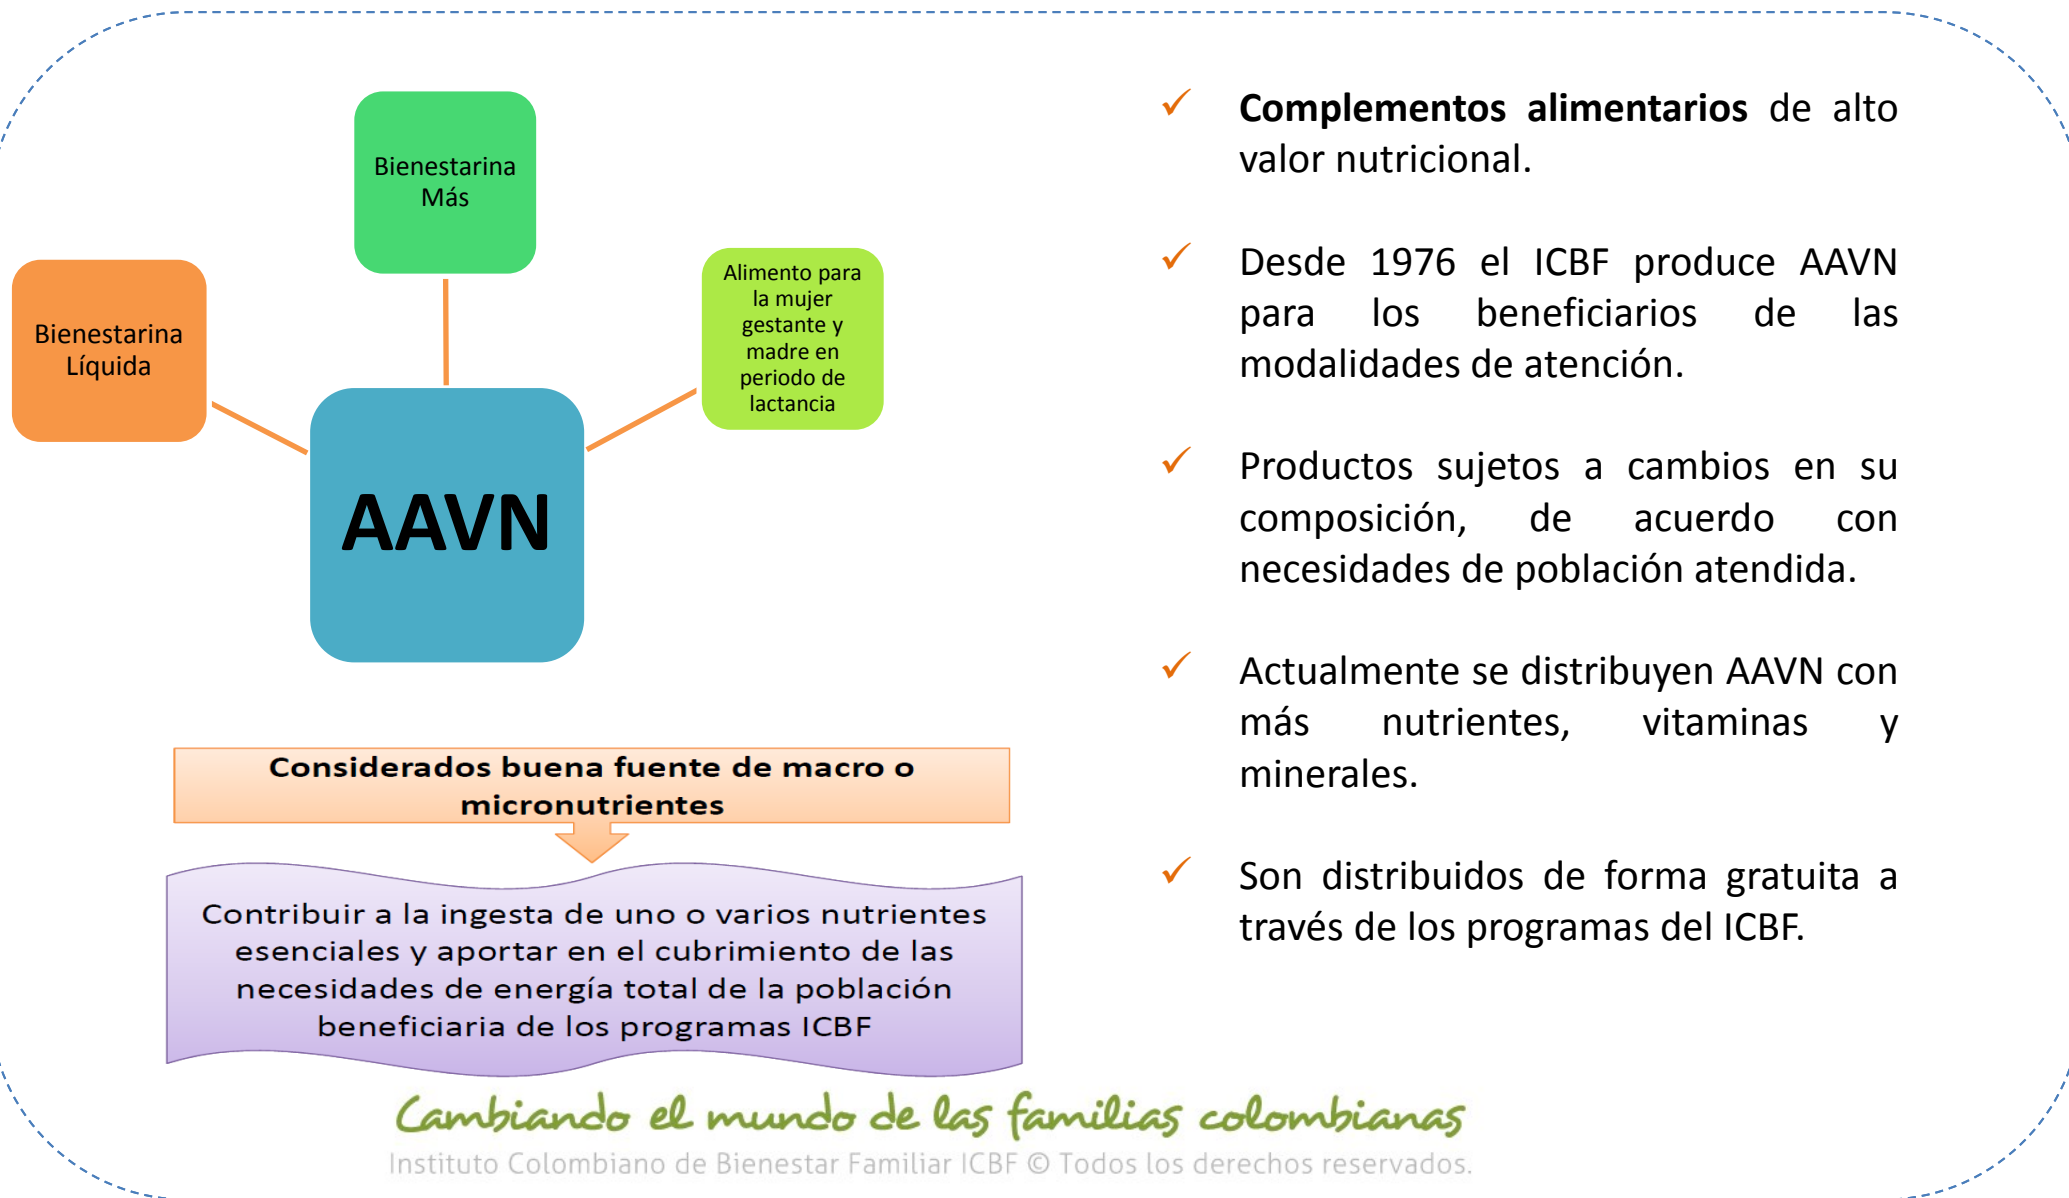 Bienestarina
Más
Bienestarina
Líquida
Alimento para
la mujer
gestante y
madre en
periodo de
lactancia
AAVN
Considerados buena fuente de macro o
micronutrientes
Contribuir a la ingesta de uno o varios nutrientes
esenciales y aportar en el cubrimiento de las
necesidades de energía total de la población
beneficiaria de los programas ICBF
✓ Complementos alimentarios de alto
valor nutricional.
✓ Desde 1976 el ICBF produce AAVN
para los beneficiarios de las
modalidades de atención.
✓ Productos sujetos a cambios en su
composición, de acuerdo con
necesidades de población atendida.
✓ Actualmente se distribuyen AAVN con
más nutrientes, vitaminas y
minerales.
✓ Son distribuidos de forma gratuita a
través de los programas del ICBF.
Cambiando el mundo de las familias colombianas
Instituto Colombiano de Bienestar Familiar ICBF © Todos los derechos reservados.